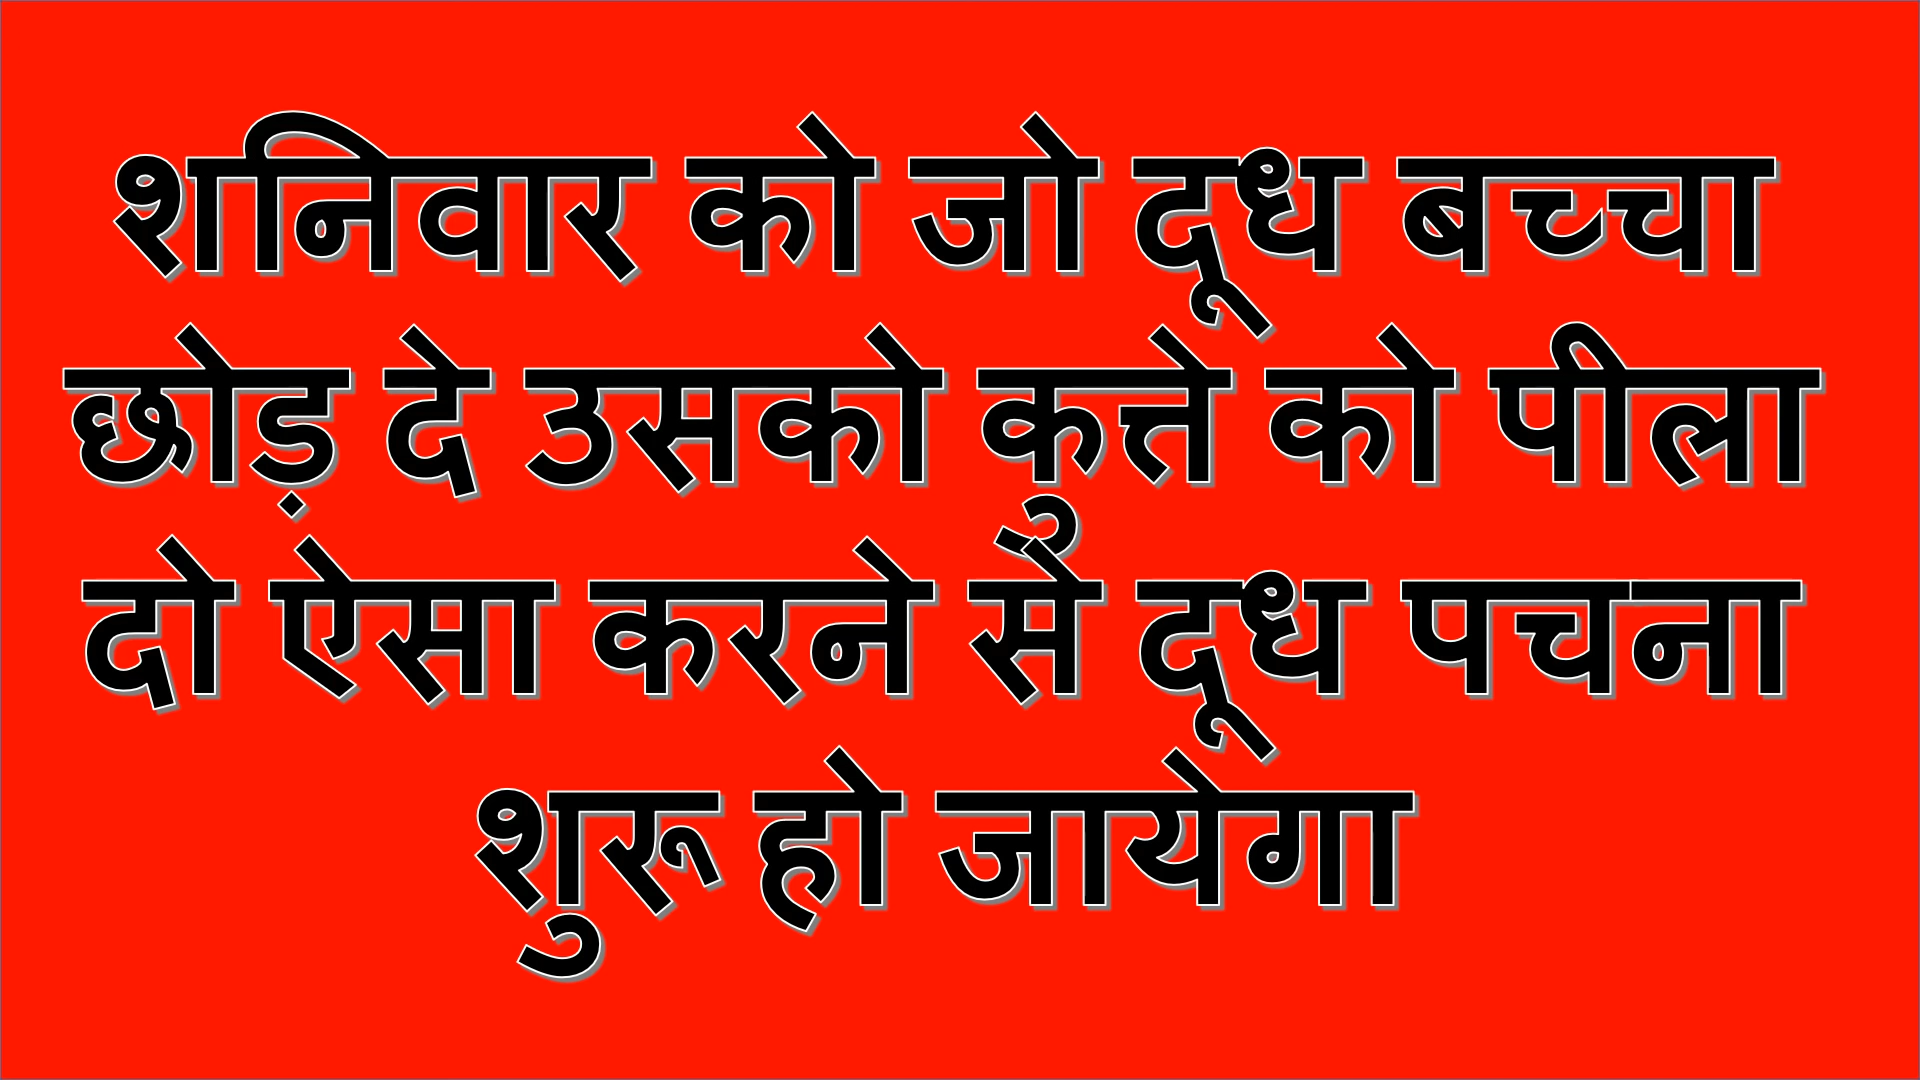 शनिवार को जो दूध बच्चा
छोड़ दे उसको कुत्ते को पीला
दो ऐसा करने से दूध पचना
शुरू हो जायेगा